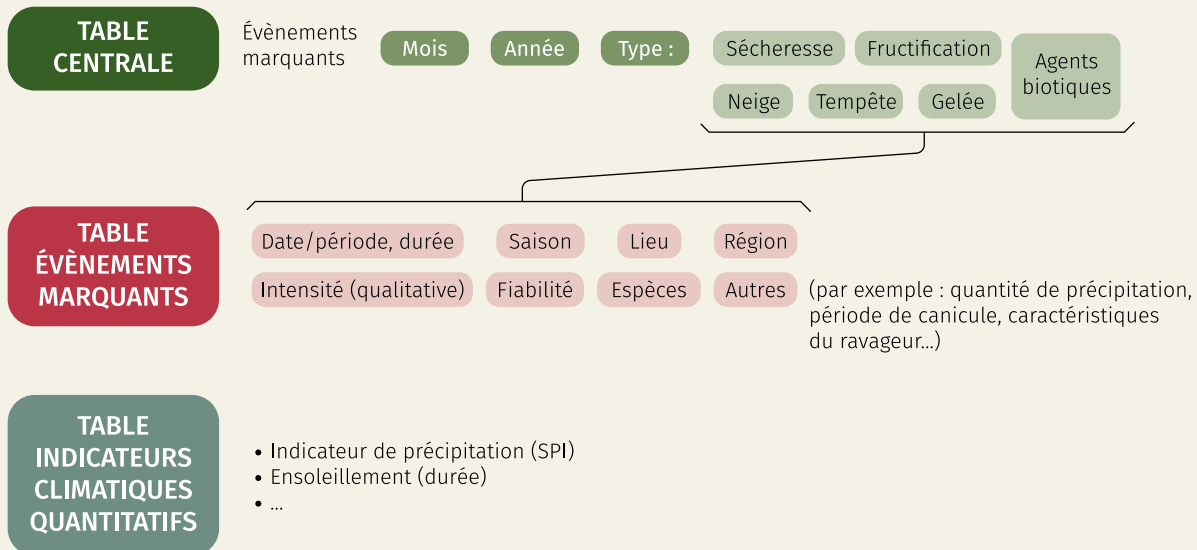 TABLE
CENTRALE
Évènements
marquants
Mois
Année
Type :
Sécheresse
Fructification
Agents
biotiques
Neige
Tempête
Gelée
TABLE
ÉVÈNEMENTS
MARQUANTS
Date/période, durée
Saison
Lieu
Région
Intensité (qualitative)
Fiabilité
Espèces
Autres
(par exemple : quantité de précipitation,
période de canicule, caractéristiques
du ravageur...)
TABLE
INDICATEURS
CLIMATIQUES
QUANTITATIFS
• Indicateur de précipitation (SPI)
• Ensoleillement (durée)
• ...